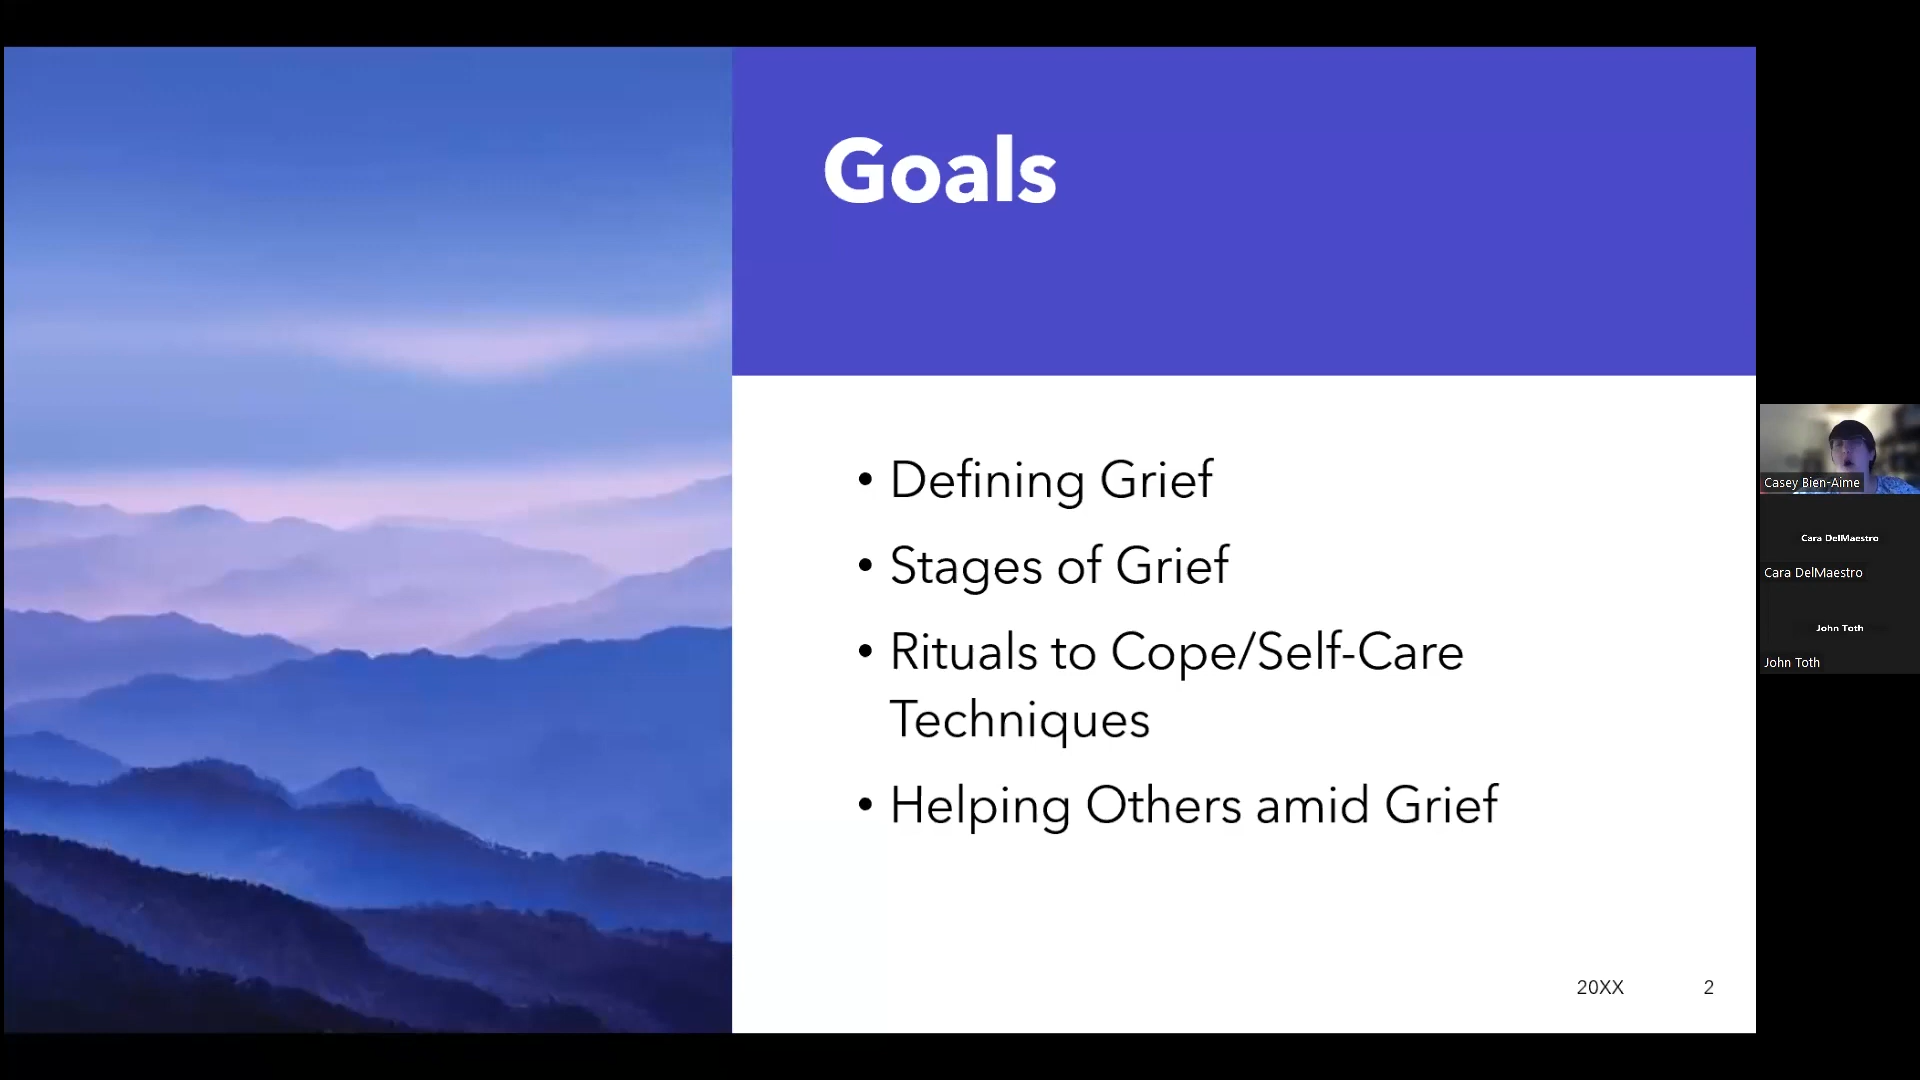 Goals
• Defining Grief
• Stages of Grief
• Rituals to Cope/Self-Care
Techniques
• Helping Others amid Grief
20XX 2
Casey Bien-Aime
Cara DelMaestro
Cara DelMaestro
John Toth
John Toth